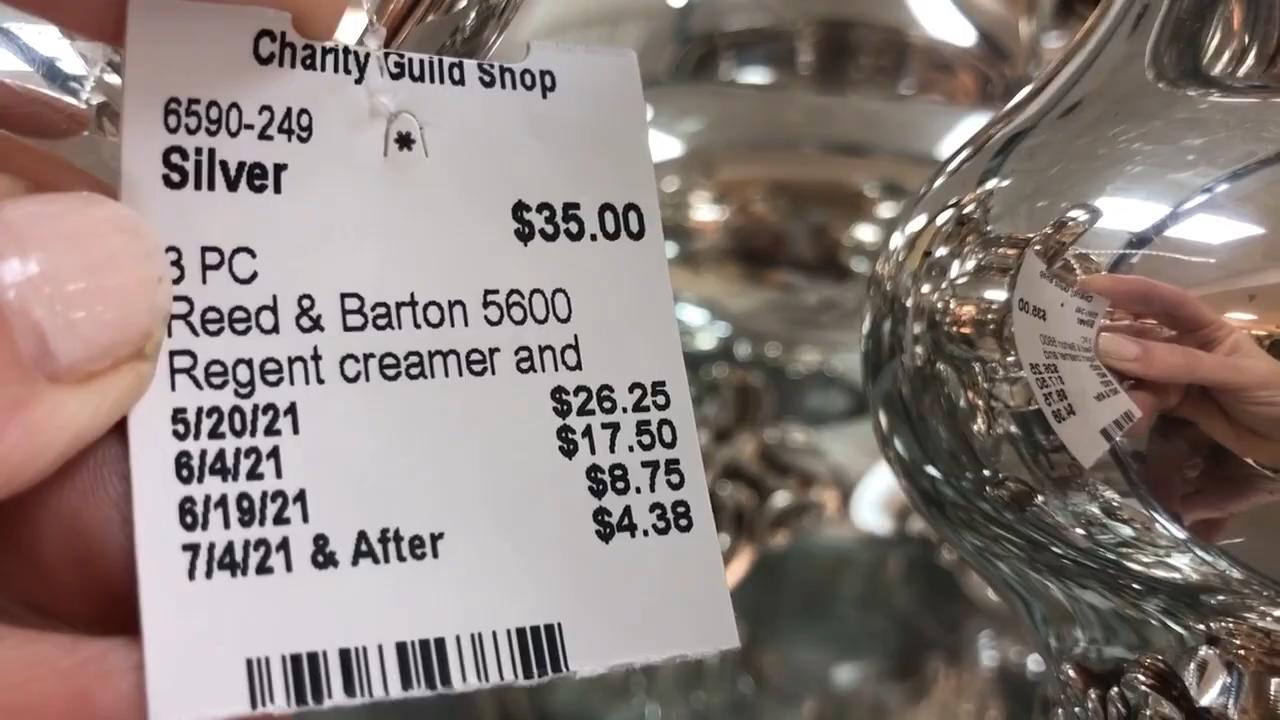 Charity Guild Shop
6590-249
*
Silver
$35.00
3 PC
Reed & Barton 5600
Regent creamer and
5/20/21 $26.25
6/4/21 $17.50
6/19/21 $8.75
7/4/21 & After $4.38